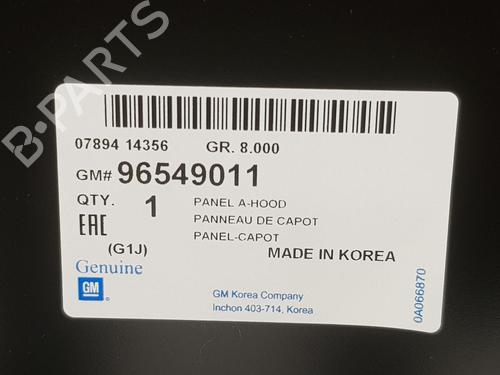 B-PARTS
07894 14356 GR. 8.000
GM# 96549011
QTY. 1 PANEL A-HOOD
PANNEAU DE CAPOT
EAC
(G1J) PANEL-CAPOT
MADE IN KOREA
Genuine
GM
GM Korea Company
Inchon 403-714, Korea
0A066870